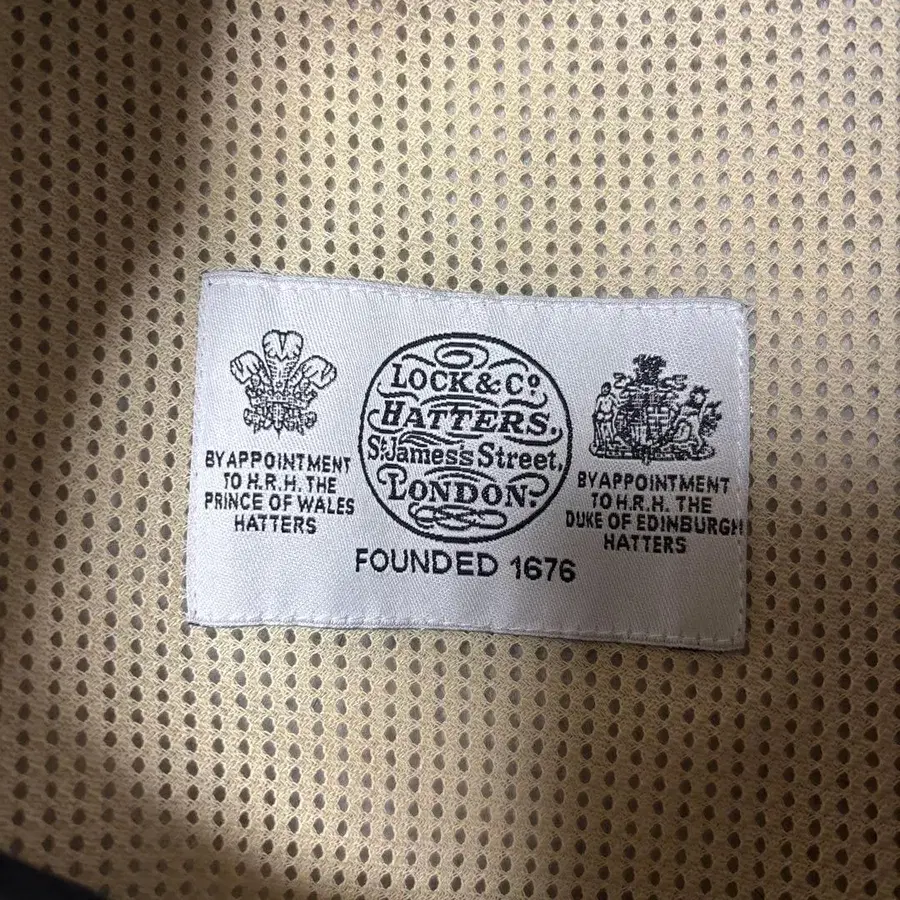 BY APPOINTMENT
TO H.R.H. THE
PRINCE OF WALES
HATTERS
LOCK & Co
HATTERS.
St. James's Street,
LONDON.
FOUNDED 1676
BY APPOINTMENT
TO H.R.H. THE
DUKE OF EDINBURGH
HATTERS